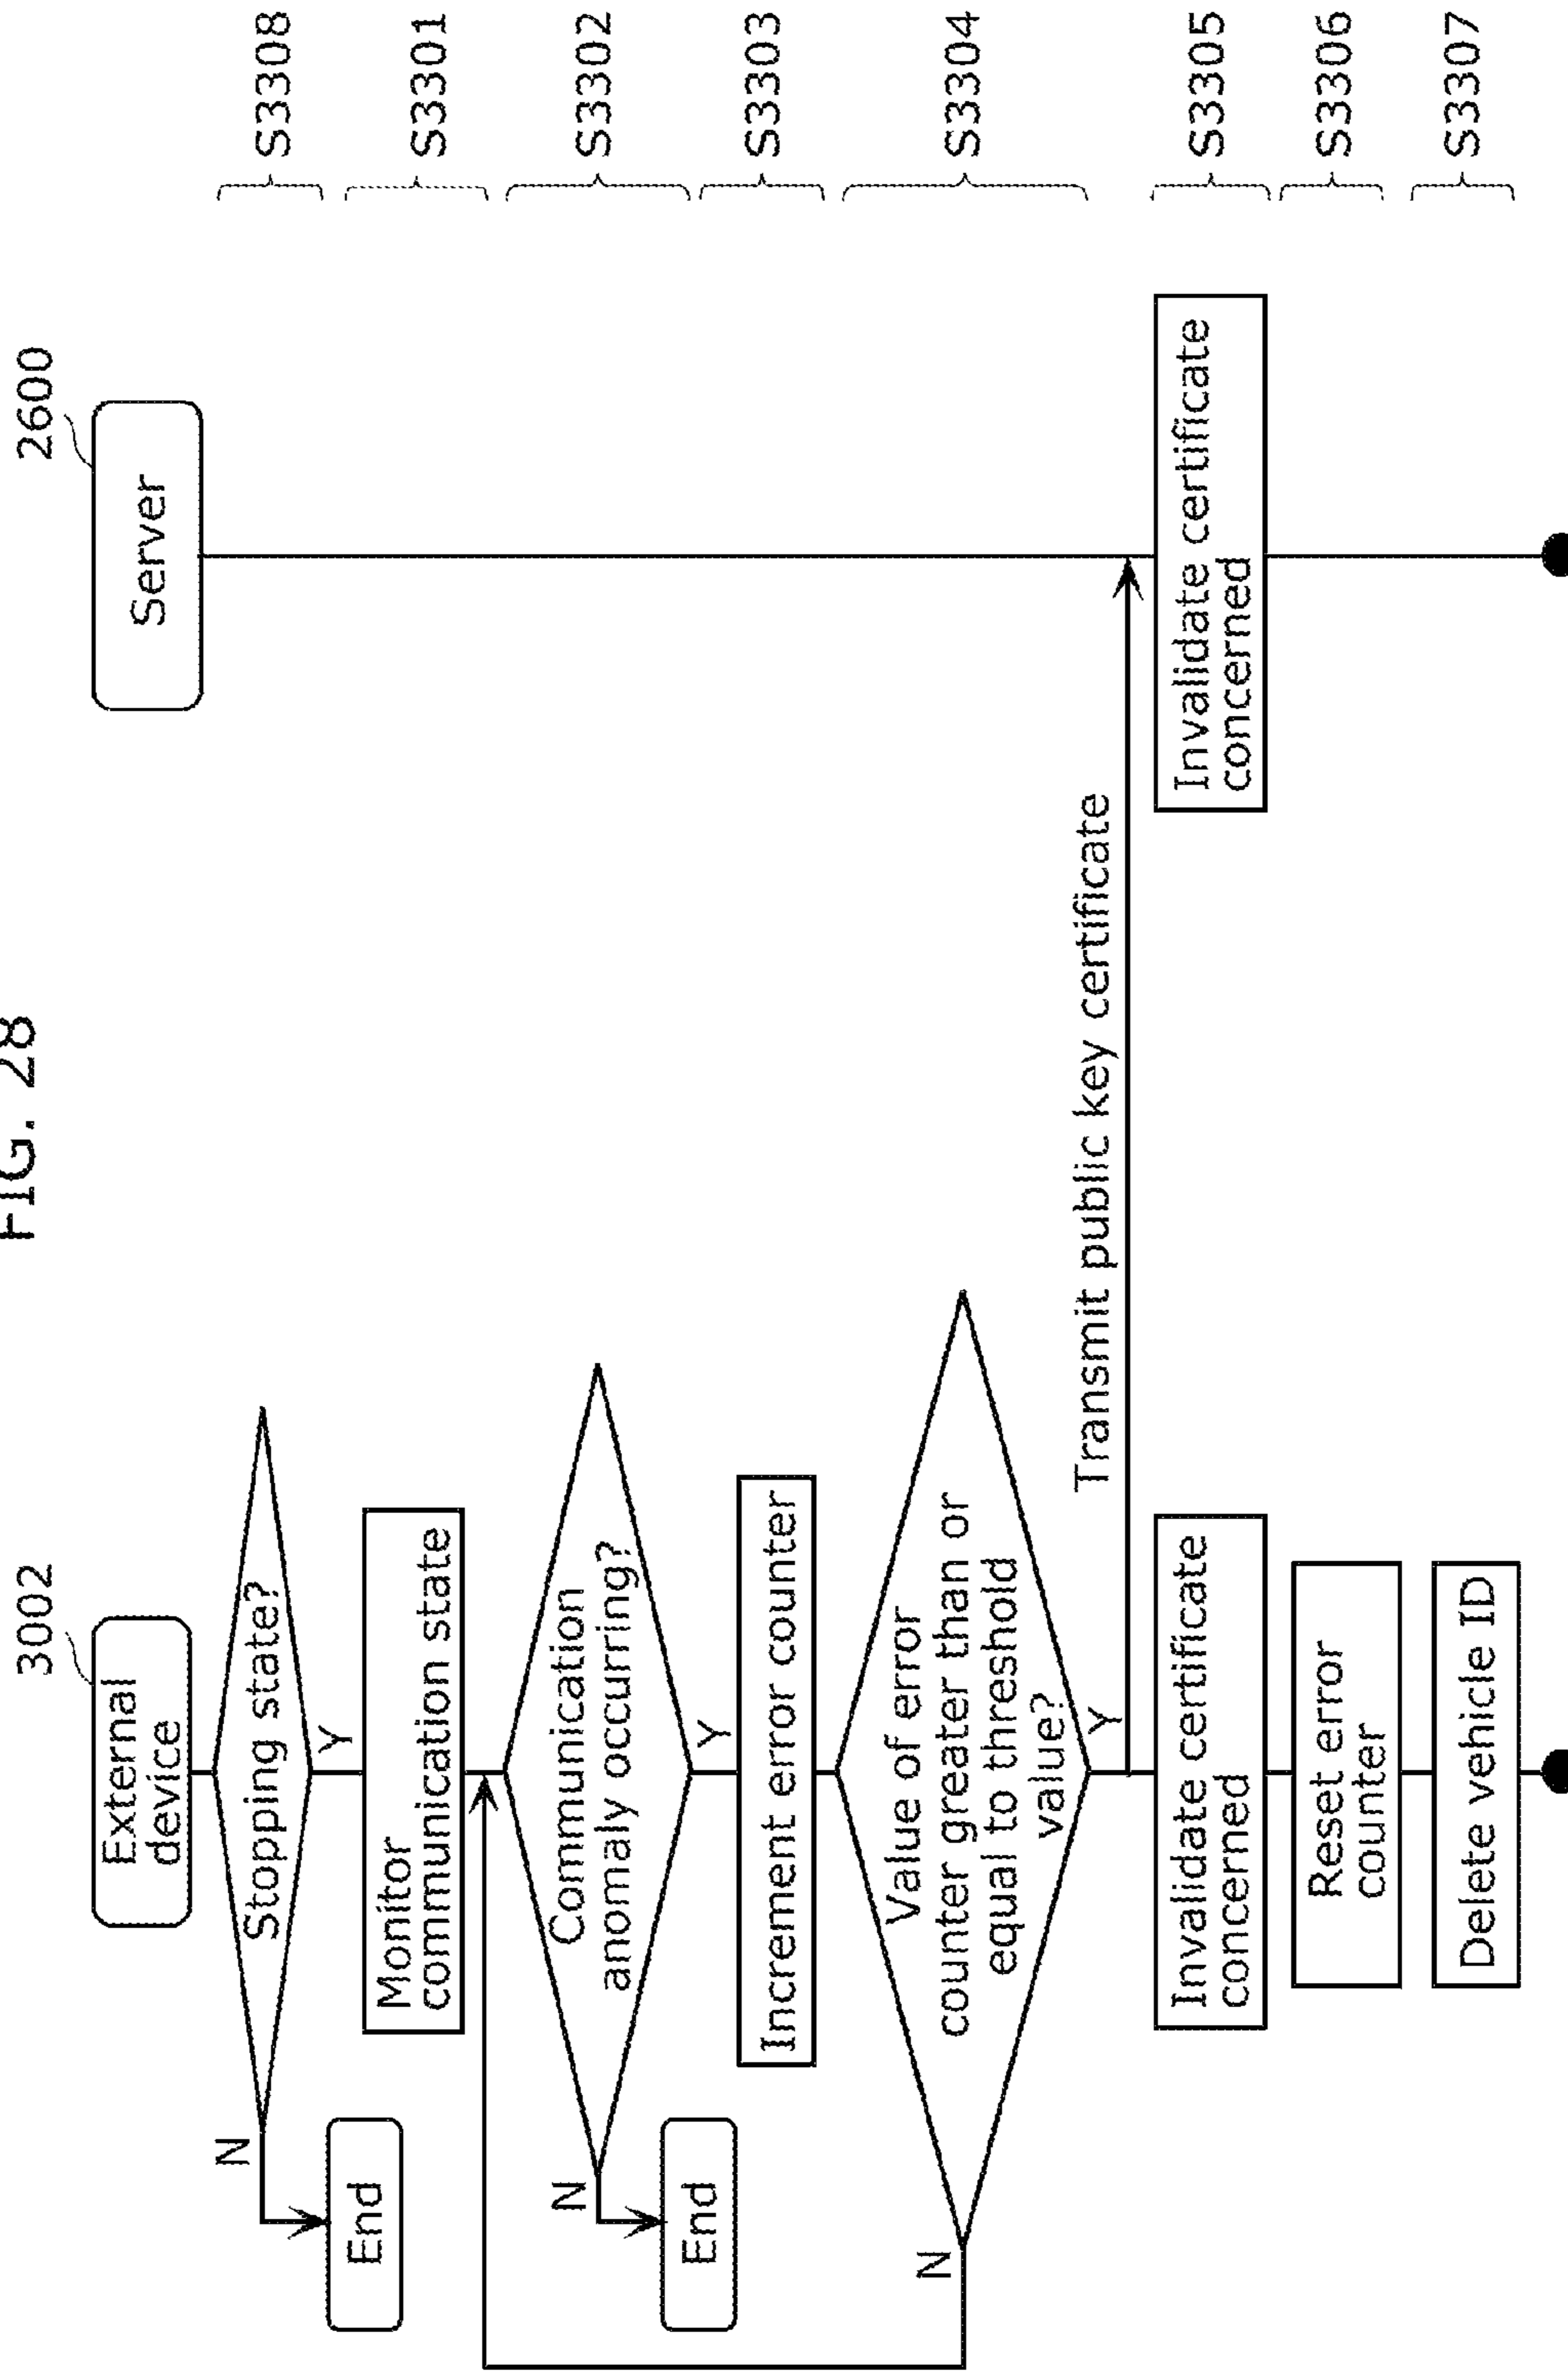 FIG. 28
3002
2600
External
device
Server
Stopping state?
S3308
N
Y
End
Monitor
communication state
S3301
Communication
anomaly occurring?
S3302
N
Y
End
Increment error counter
S3303
Value of error
counter greater than or
equal to threshold
value?
S3304
N
Y
Transmit public key certificate
Invalidate certificate
concerned
Invalidate certificate
concerned
S3305
Reset error
counter
S3306
Delete vehicle ID
S3307